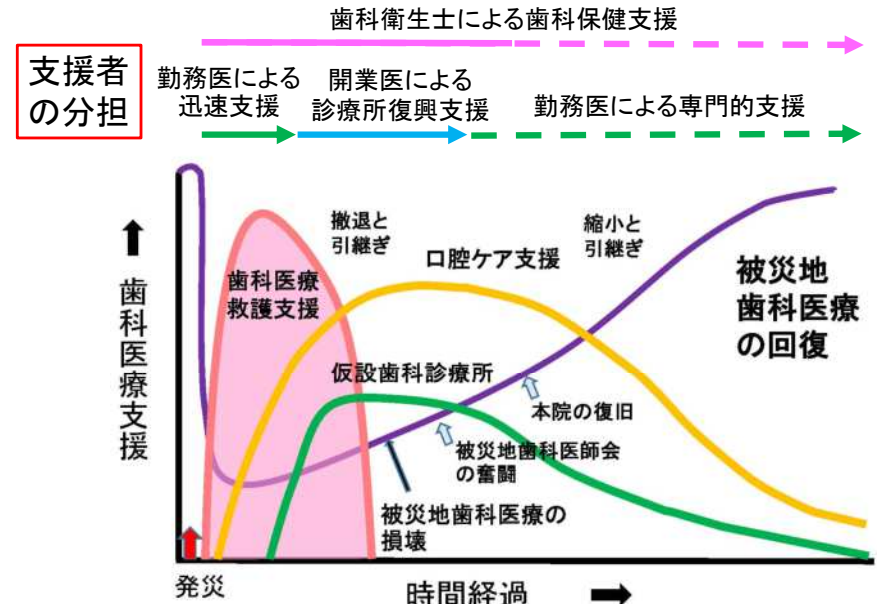 歯科衛生士による歯科保健支援
支援者
の分担
勤務医による
迅速支援
開業医による
診療所復興支援
勤務医による専門的支援
撤退と
引継ぎ
縮小と
引継ぎ
口腔ケア支援
歯科医療
救護支援
被災地
歯科医療
の回復
歯科医療支援
仮設歯科診療所
本院の復旧
被災地歯科医師会
の奮闘
被災地歯科医療の
損壊
発災
時間経過